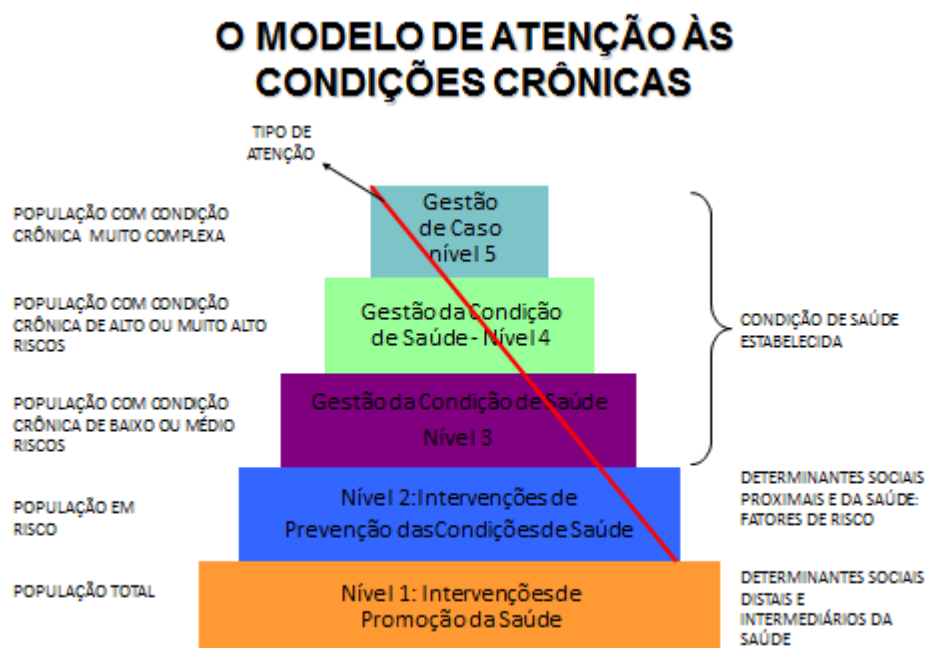 O MODELO DE ATENÇÃO ÀS
CONDIÇÕES CRÔNICAS
TIPO DE
ATENÇÃO
POPULAÇÃO COM CONDIÇÃO
CRÔNICA MUITO COMPLEXA
Gestão
de Caso
nível 5
POPULAÇÃO COM CONDIÇÃO
CRÔNICA DE ALTO OU MUITO ALTO
RISCOS
Gestão da Condição
de Saúde - Nível 4
CONDIÇÃO DE SAÚDE
ESTABELECIDA
POPULAÇÃO COM CONDIÇÃO
CRÔNICA DE BAIXO OU MÉDIO
RISCOS
Gestão da Condição de Saúde
Nível 3
POPULAÇÃO EM
RISCO
Nível 2: Intervenções de
Prevenção das Condições de Saúde
DETERMINANTES SOCIAIS
PROXIMAIS E DA SAÚDE:
FATORES DE RISCO
POPULAÇÃO TOTAL
Nível 1: Intervenções de
Promoção da Saúde
DETERMINANTES SOCIAIS
DISTAIS E
INTERMEDIÁRIOS DA
SAÚDE